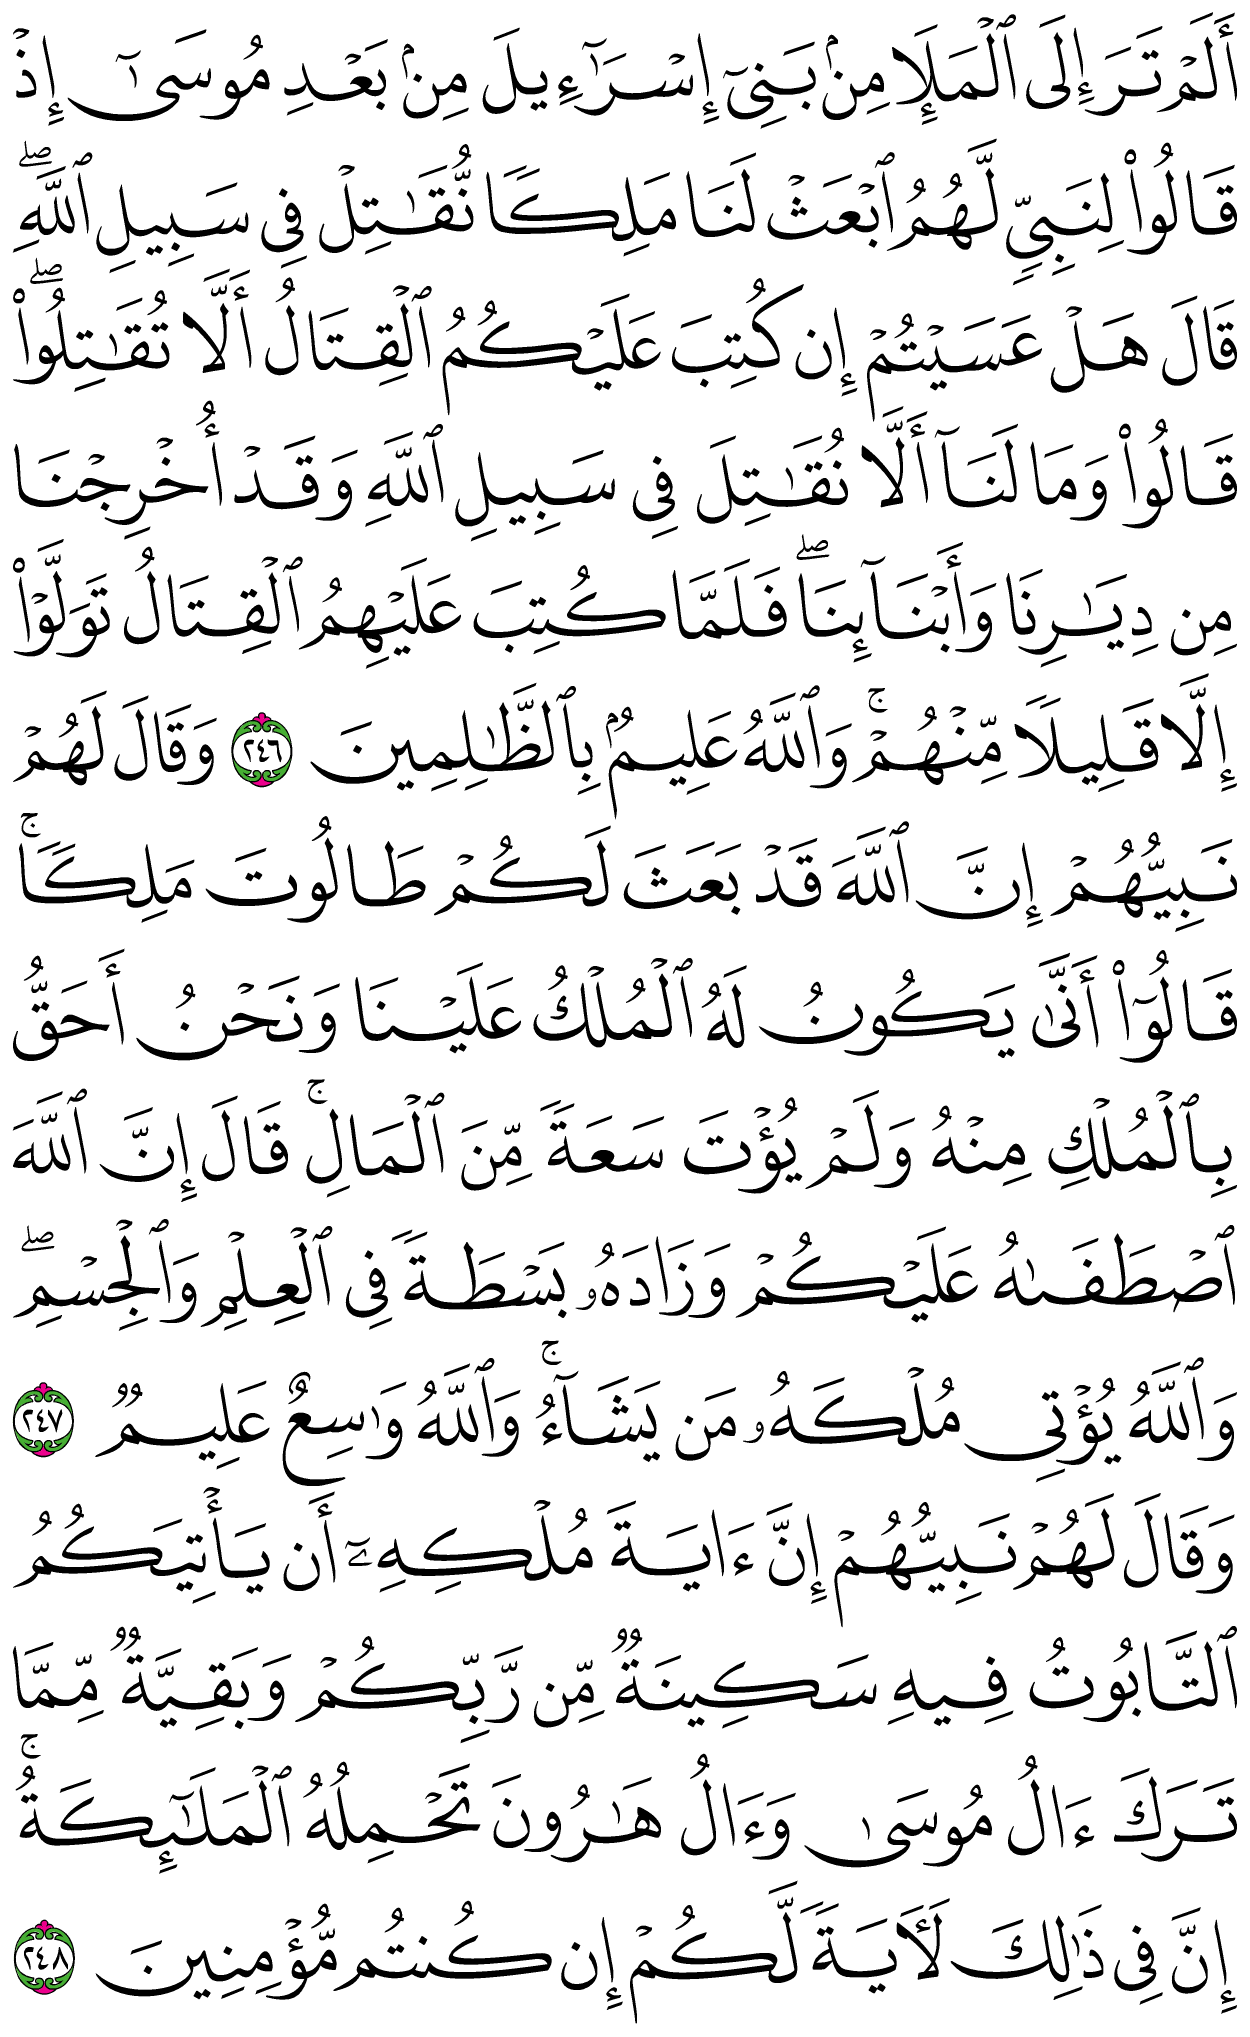 أَلَمۡ تَرَ إِلَى ٱلۡمَلَإِ مِنۢ بَنِيٓ إِسۡرَٰٓءِيلَ مِنۢ بَعۡدِ مُوسَىٰٓ إِذۡ
قَالُواْ لِنَبِيّٖ لَّهُمُ ٱبۡعَثۡ لَنَا مَلِكٗا نُّقَٰتِلۡ فِي سَبِيلِ ٱللَّهِۖ
قَالَ هَلۡ عَسَيۡتُمۡ إِن كُتِبَ عَلَيۡكُمُ ٱلۡقِتَالُ أَلَّا تُقَٰتِلُواْۖ
قَالُواْ وَمَا لَنَآ أَلَّا نُقَٰتِلَ فِي سَبِيلِ ٱللَّهِ وَقَدۡ أُخۡرِجۡنَا
مِن دِيَٰرِنَا وَأَبۡنَآئِنَاۖ فَلَمَّا كُتِبَ عَلَيۡهِمُ ٱلۡقِتَالُ تَوَلَّوۡاْ
إِلَّا قَلِيلٗا مِّنۡهُمۡۚ وَٱللَّهُ عَلِيمُۢ بِٱلظَّٰلِمِينَ ٢٤٦ وَقَالَ لَهُمۡ
نَبِيُّهُمۡ إِنَّ ٱللَّهَ قَدۡ بَعَثَ لَكُمۡ طَالُوتَ مَلِكٗاۚ
قَالُوٓاْ أَنَّىٰ يَكُونُ لَهُ ٱلۡمُلۡكُ عَلَيۡنَا وَنَحۡنُ أَحَقُّ
بِٱلۡمُلۡكِ مِنۡهُ وَلَمۡ يُؤۡتَ سَعَةٗ مِّنَ ٱلۡمَالِۚ قَالَ إِنَّ ٱللَّهَ
ٱصۡطَفَىٰهُ عَلَيۡكُمۡ وَزَادَهُۥ بَسۡطَةٗ فِي ٱلۡعِلۡمِ وَٱلۡجِسۡمِۖ
وَٱللَّهُ يُؤۡتِي مُلۡكَهُۥ مَن يَشَآءُۚ وَٱللَّهُ وَٰسِعٌ عَلِيمٞ ٢٤٧
وَقَالَ لَهُمۡ نَبِيُّهُمۡ إِنَّ ءَايَةَ مُلۡكِهِۦٓ أَن يَأۡتِيَكُمُ
ٱلتَّابُوتُ فِيهِ سَكِينَةٞ مِّن رَّبِّكُمۡ وَبَقِيَّةٞ مِّمَّا
تَرَكَ ءَالُ مُوسَىٰ وَءَالُ هَٰرُونَ تَحۡمِلُهُ ٱلۡمَلَٰٓئِكَةُۚ
إِنَّ فِي ذَٰلِكَ لَأٓيَةٗ لَّكُمۡ إِن كُنتُم مُّؤۡمِنِينَ ٢٤٨